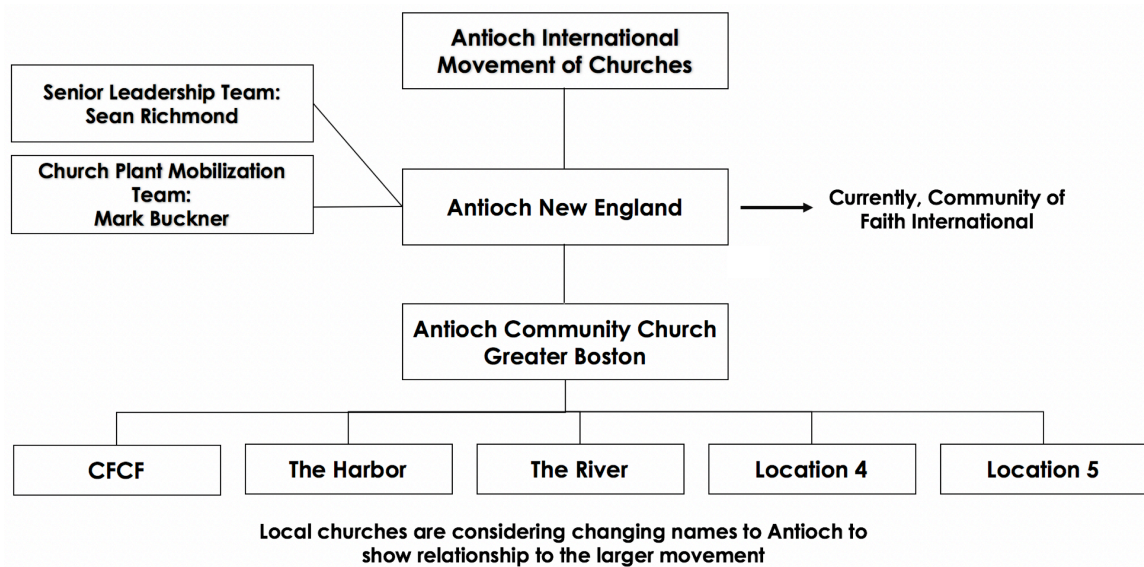 Antioch International
Movement of Churches
Senior Leadership Team:
Sean Richmond
Church Plant Mobilization
Team:
Mark Buckner
Antioch New England
Currently, Community of
Faith International
Antioch Community Church
Greater Boston
CFCF
The Harbor
The River
Location 4
Location 5
Local churches are considering changing names to Antioch to
show relationship to the larger movement